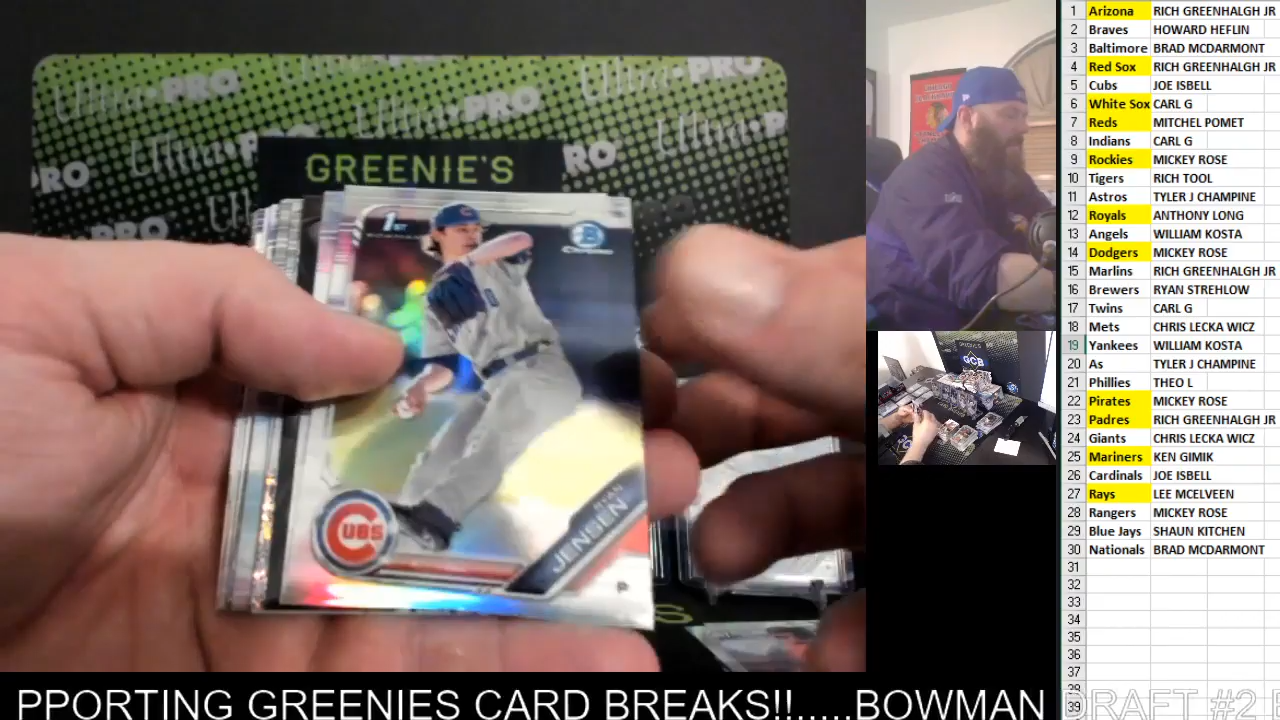 Ultra PRO
PRO
GREENIE'S
1ST
CHROME
CUBS
RYAN
JENSEN
P
GREENIE'S
GCB
1 Arizona RICH GREENHALGH JR
2 Braves HOWARD HEFLIN
3 Baltimore BRAD MCDARMONT
4 Red Sox RICH GREENHALGH JR
5 Cubs JOE ISBELL
6 White Sox CARL G
7 Reds MITCHEL POMET
8 Indians CARL G
9 Rockies MICKEY ROSE
10 Tigers RICH TOOL
11 Astros TYLER J CHAMPINE
12 Royals ANTHONY LONG
13 Angels WILLIAM KOSTA
14 Dodgers MICKEY ROSE
15 Marlins RICH GREENHALGH JR
16 Brewers RYAN STREHLOW
17 Twins CARL G
18 Mets CHRIS LECKA WICZ
19 Yankees WILLIAM KOSTA
20 As TYLER J CHAMPINE
21 Phillies THEO L
22 Pirates MICKEY ROSE
23 Padres RICH GREENHALGH JR
24 Giants CHRIS LECKA WICZ
25 Mariners KEN GIMIK
26 Cardinals JOE ISBELL
27 Rays LEE MCELVEEN
28 Rangers MICKEY ROSE
29 Blue Jays SHAUN KITCHEN
30 Nationals BRAD MCDARMONT
31
32
33
34
35
36
37
38
39
PPORTING GREENIES CARD BREAKS!!.....BOWMAN DRAFT #2